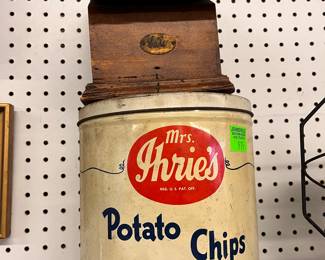 Mrs.
Ihrie's
REG. U.S. PAT. OFF.
Potato
Chips